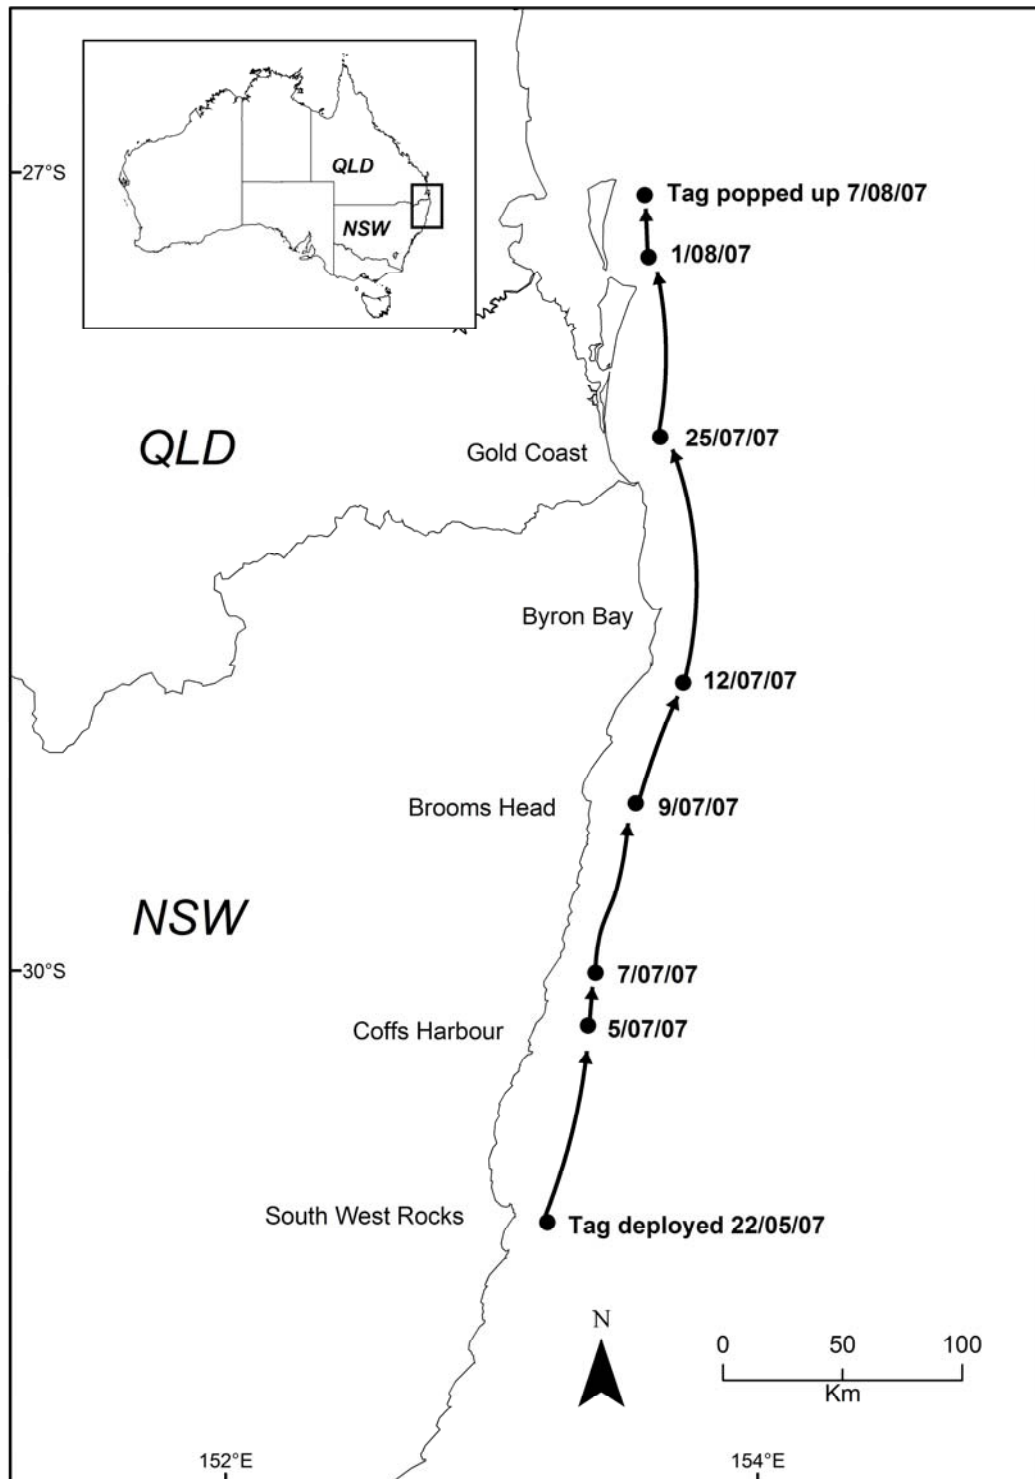 27°S
QLD
NSW
Tag popped up 7/08/07
1/08/07
QLD
25/07/07
Gold Coast
Byron Bay
12/07/07
Brooms Head
9/07/07
NSW
30°S
7/07/07
Coffs Harbour
5/07/07
South West Rocks
Tag deployed 22/05/07
N
0 50 100
Km
152°E
154°E